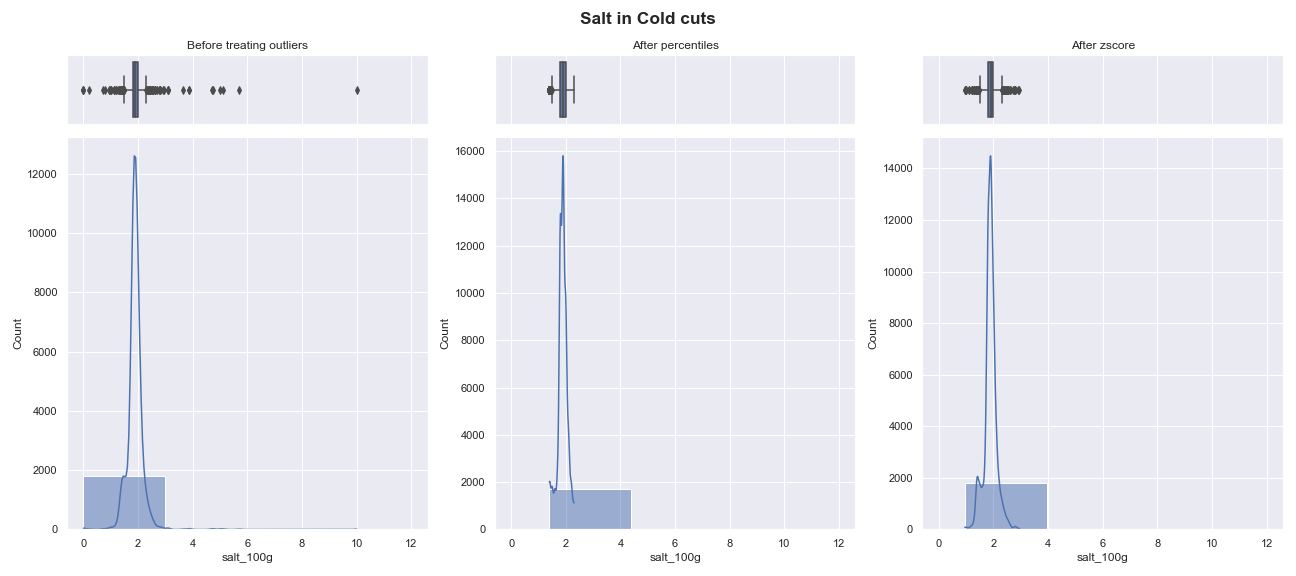 Salt in Cold cuts
Before treating outliers
After percentiles
After zscore
12000
10000
8000
6000
4000
2000
0
Count
0 2 4 6 8 10 12
salt_100g
16000
14000
12000
10000
8000
6000
4000
2000
0
Count
0 2 4 6 8 10 12
salt_100g
14000
12000
10000
8000
6000
4000
2000
0
Count
0 2 4 6 8 10 12
salt_100g